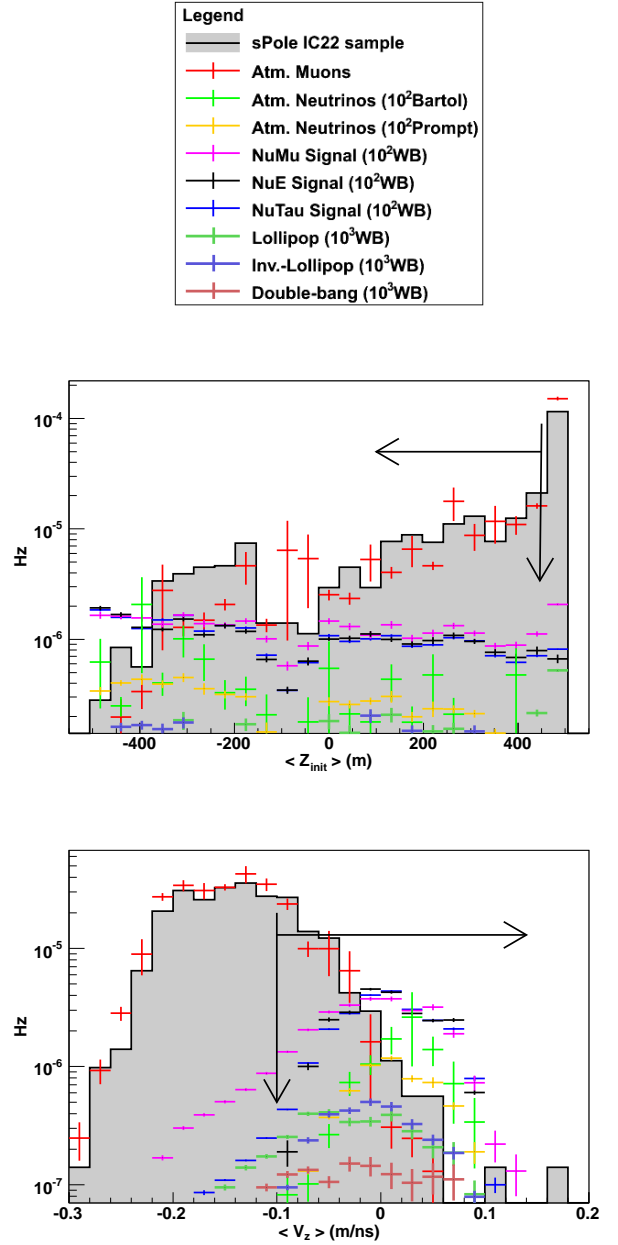 Legend
sPole IC22 sample
Atm. Muons
Atm. Neutrinos (10²Bartol)
Atm. Neutrinos (10²Prompt)
NuMu Signal (10²WB)
NuE Signal (10²WB)
NuTau Signal (10²WB)
Lollipop (10³WB)
Inv.-Lollipop (10³WB)
Double-bang (10³WB)
10⁻⁴
10⁻⁵
10⁻⁶
Hz
-400 -200 0 200 400
< Z_init > (m)
10⁻⁵
10⁻⁶
10⁻⁷
Hz
-0.3 -0.2 -0.1 0 0.1 0.2
< V_z > (m/ns)